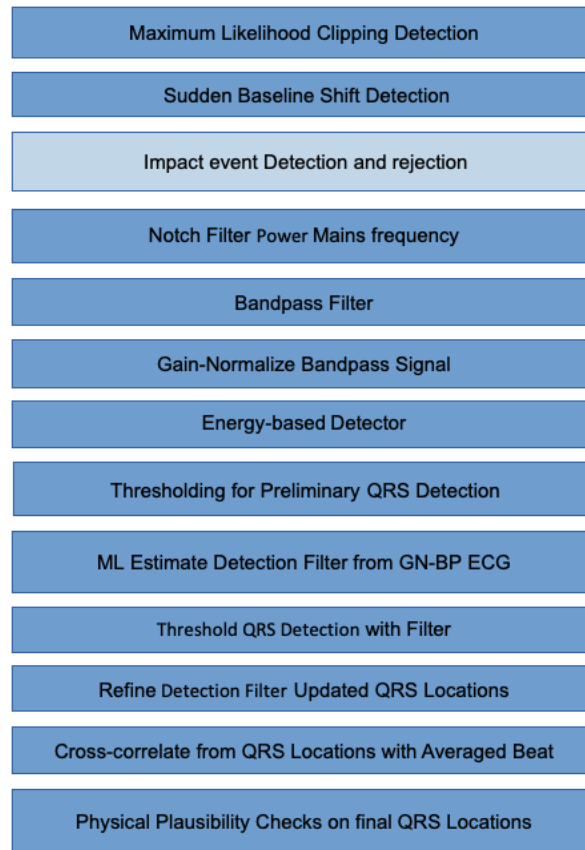 Maximum Likelihood Clipping Detection
Sudden Baseline Shift Detection
Impact event Detection and rejection
Notch Filter Power Mains frequency
Bandpass Filter
Gain-Normalize Bandpass Signal
Energy-based Detector
Thresholding for Preliminary QRS Detection
ML Estimate Detection Filter from GN-BP ECG
Threshold QRS Detection with Filter
Refine Detection Filter Updated QRS Locations
Cross-correlate from QRS Locations with Averaged Beat
Physical Plausibility Checks on final QRS Locations